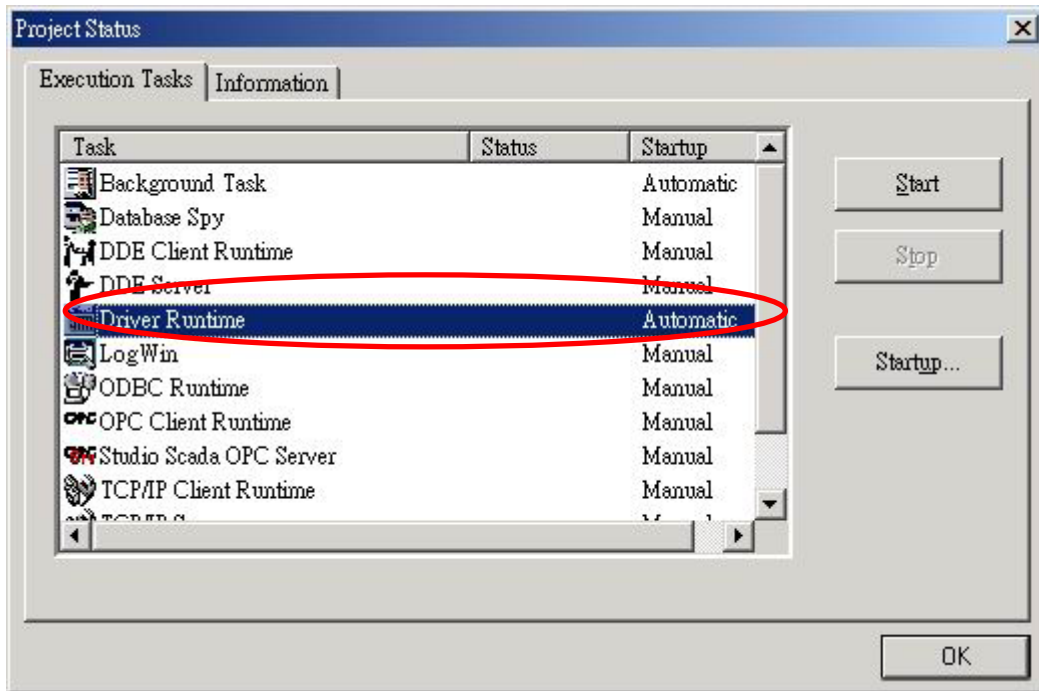 Project Status
Execution Tasks Information
Task Status Startup
Background Task Automatic
Database Spy Manual
DDE Client Runtime Manual
DDE Server Manual
Driver Runtime Automatic
LogWin Manual
ODBC Runtime Manual
OPC Client Runtime Manual
Studio Scada OPC Server Manual
TCP/IP Client Runtime Manual
Start
Stop
Startup...
OK